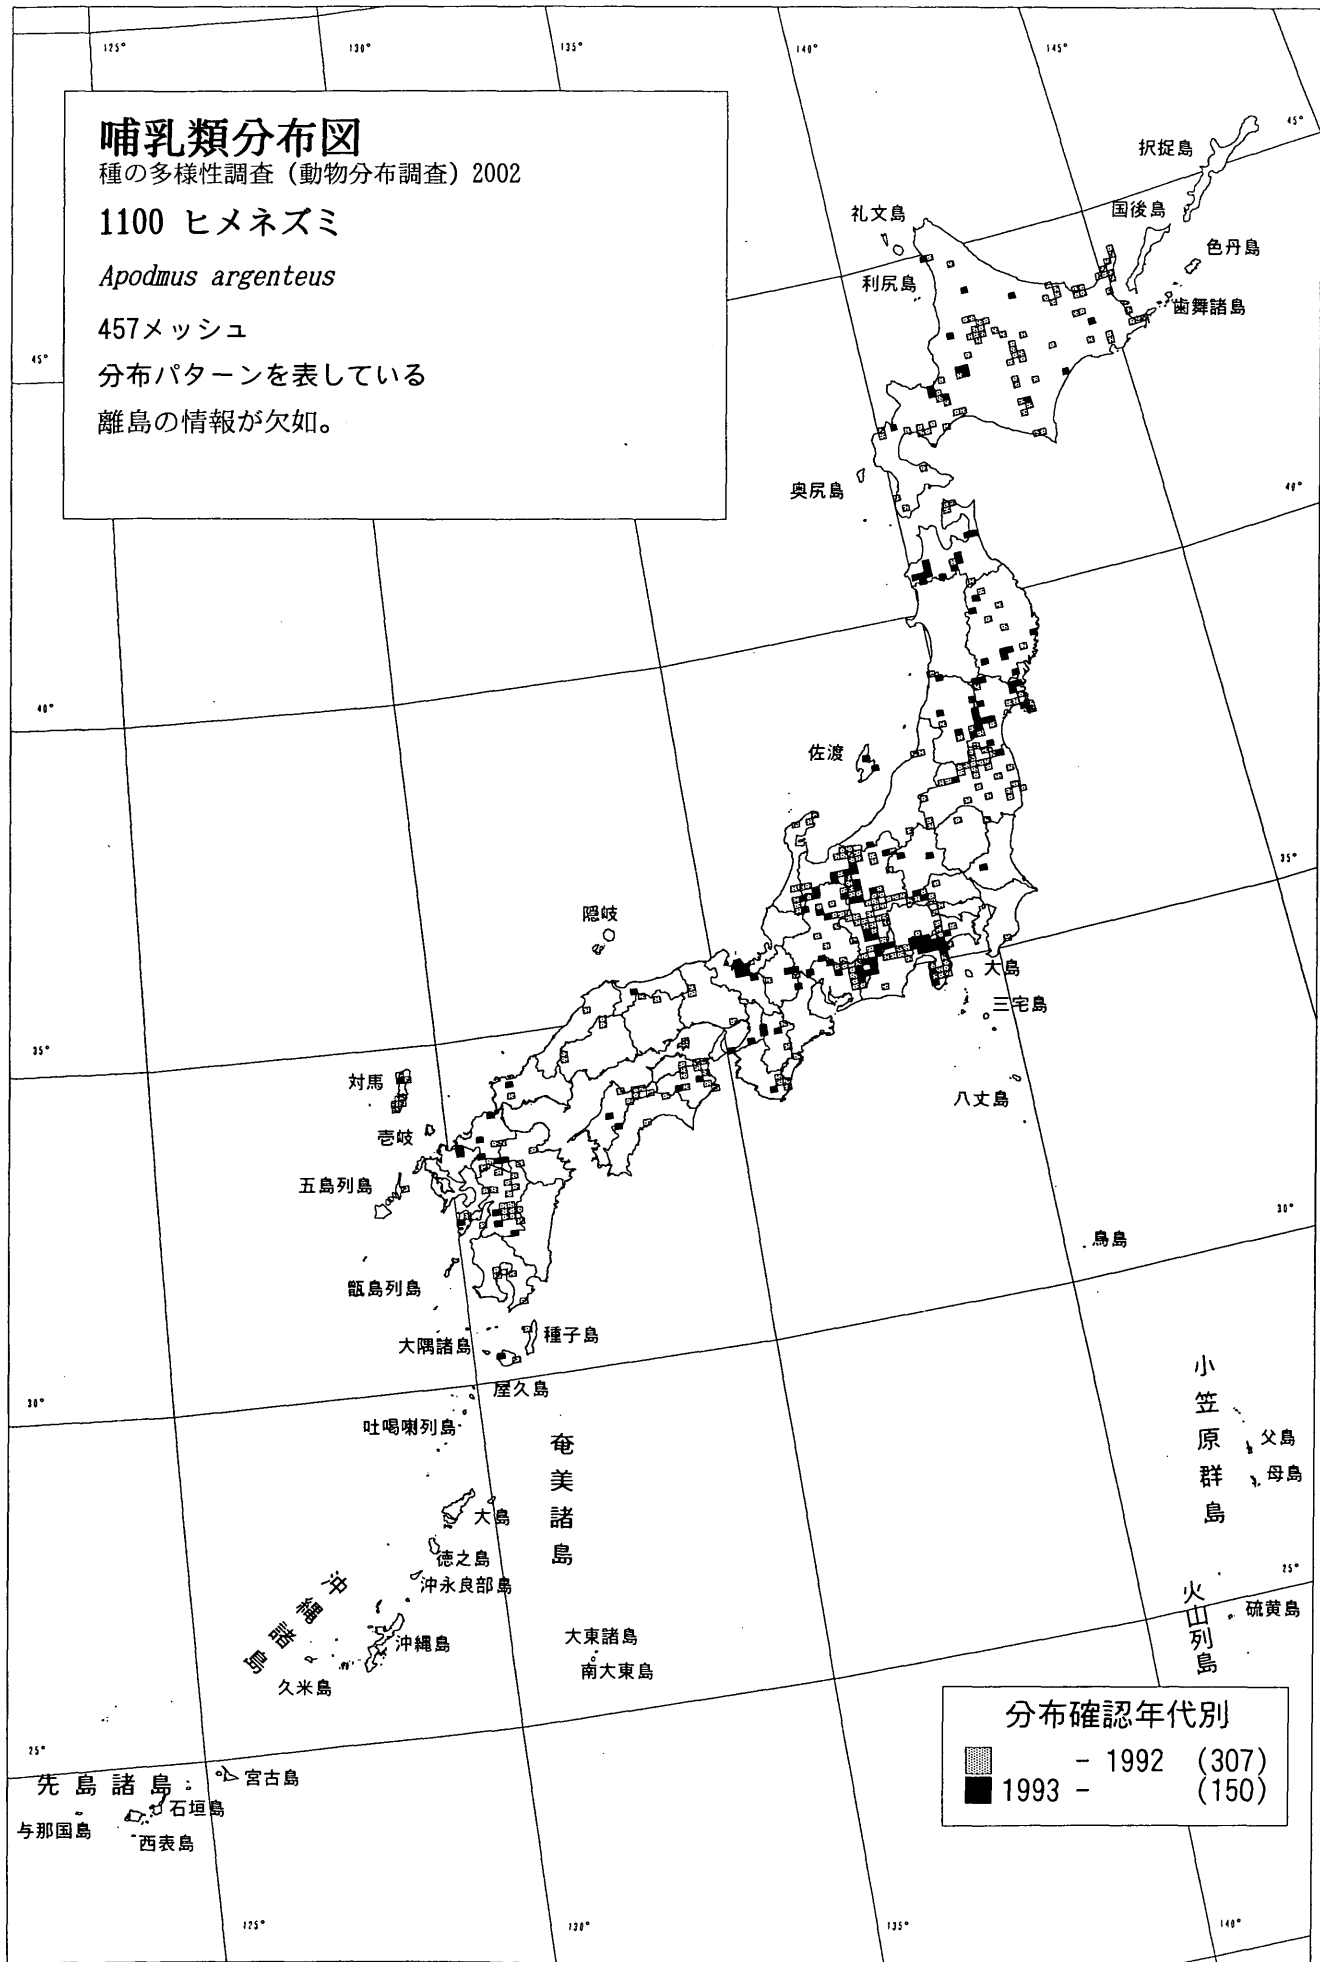 125°
130°
135°
140°
145°
哺乳類分布図
種の多様性調査（動物分布調査）2002
1100 ヒメネズミ
Apodmus argenteus
457メッシュ
分布パターンを表している
離島の情報が欠如。
45°
択捉島
国後島
色丹島
歯舞諸島
礼文島
利尻島
45°
奥尻島
40°
40°
佐渡
35°
隠岐
大島
三宅島
八丈島
35°
対馬
壱岐
五島列島
甑島列島
30°
鳥島
大隅諸島
種子島
屋久島
30°
吐喝喇列島
奄美諸島
小笠原群島
父島
母島
大島
徳之島
沖永良部島
25°
沖縄諸島
沖縄島
久米島
大東諸島
南大東島
火山列島
硫黄島
25°
先島諸島
宮古島
石垣島
与那国島
西表島
分布確認年代別
- 1992 (307)
1993 - (150)
125°
130°
135°
140°